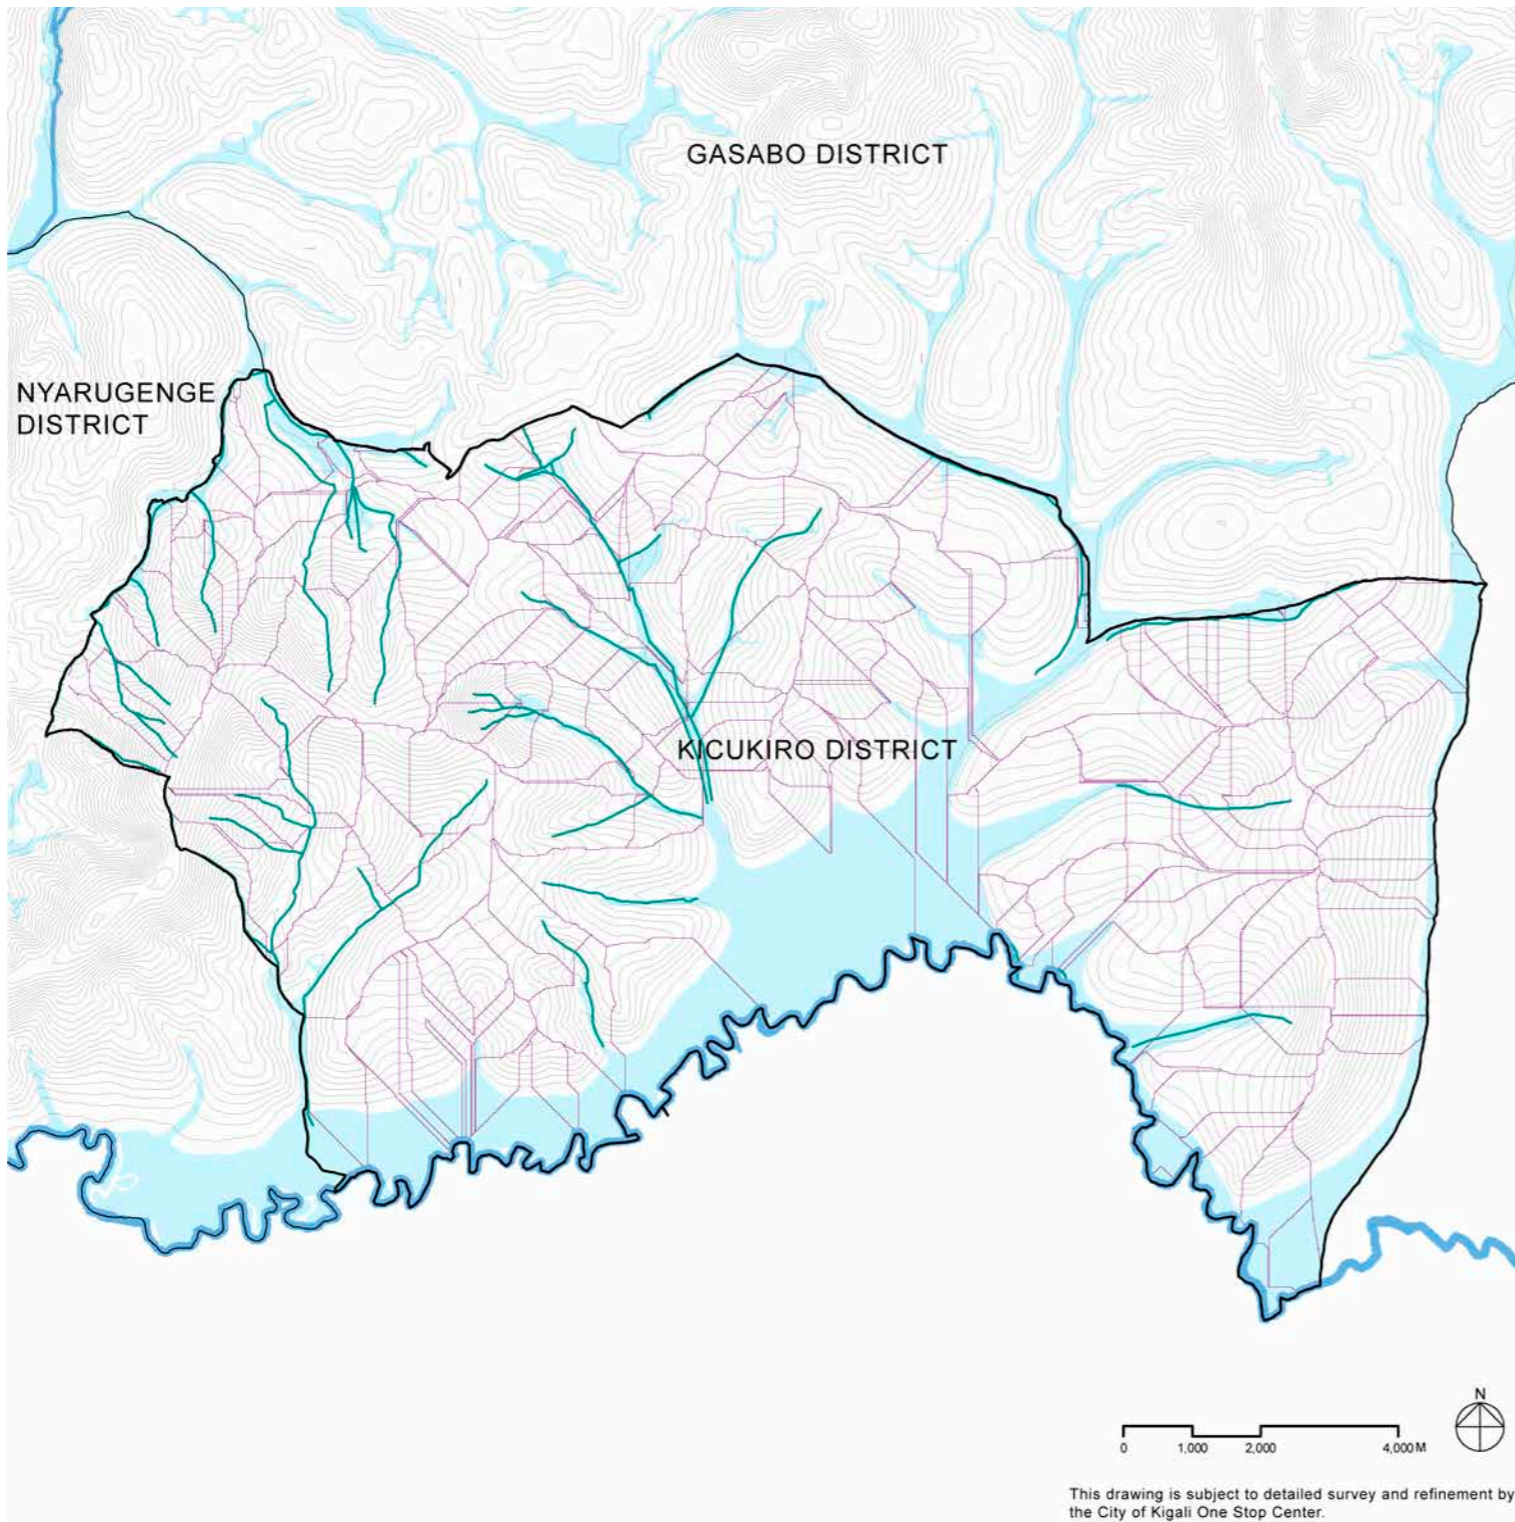 GASABO DISTRICT
NYARUGENGE
DISTRICT
KICUKIRO DISTRICT
N
0 1,000 2,000 4,000 M
This drawing is subject to detailed survey and refinement by
the City of Kigali One Stop Center.